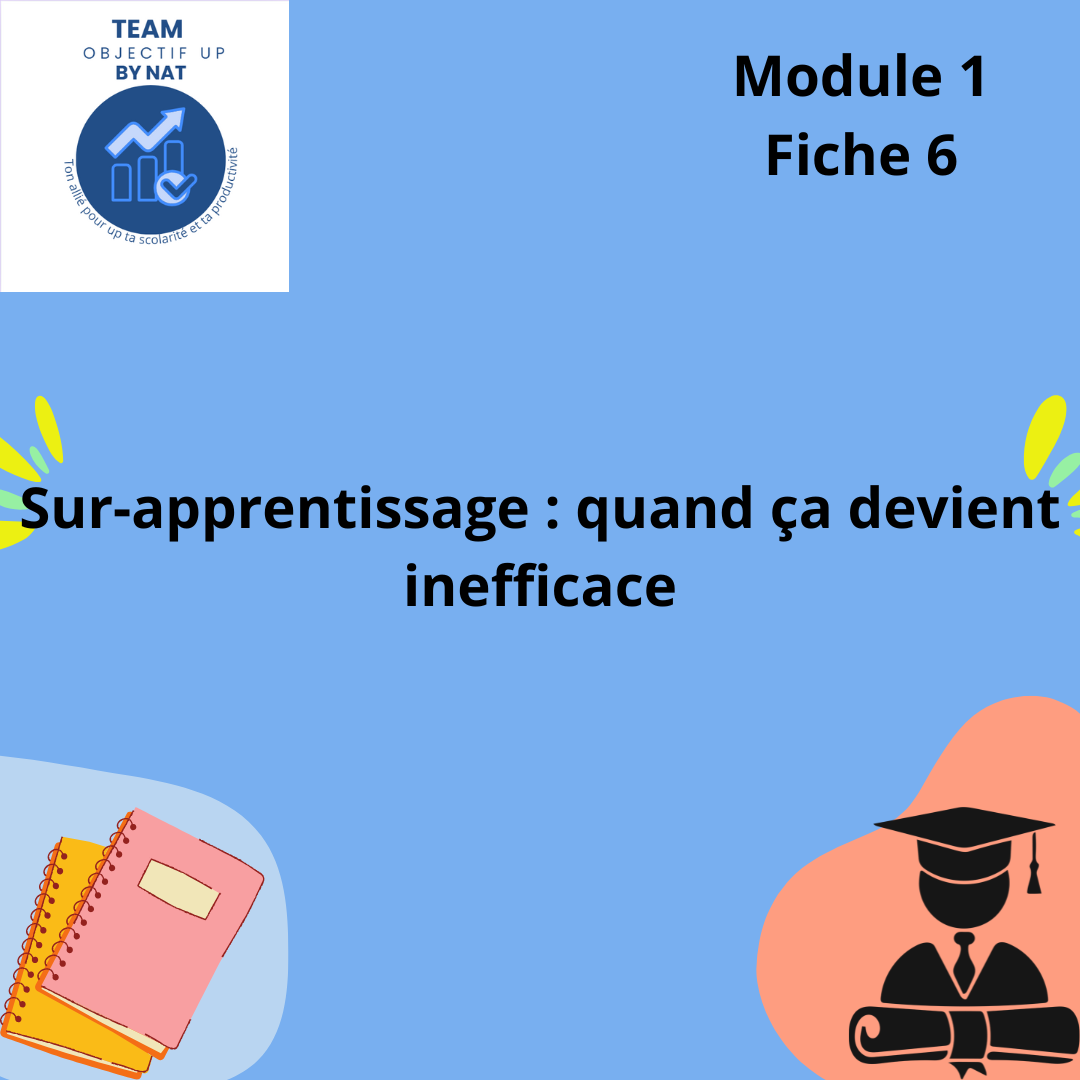 TEAM
OBJECTIF UP
BY NAT
Ton allié pour up ta scolarité et ta productivité
Module 1
Fiche 6
Sur-apprentissage : quand ça devient
inefficace